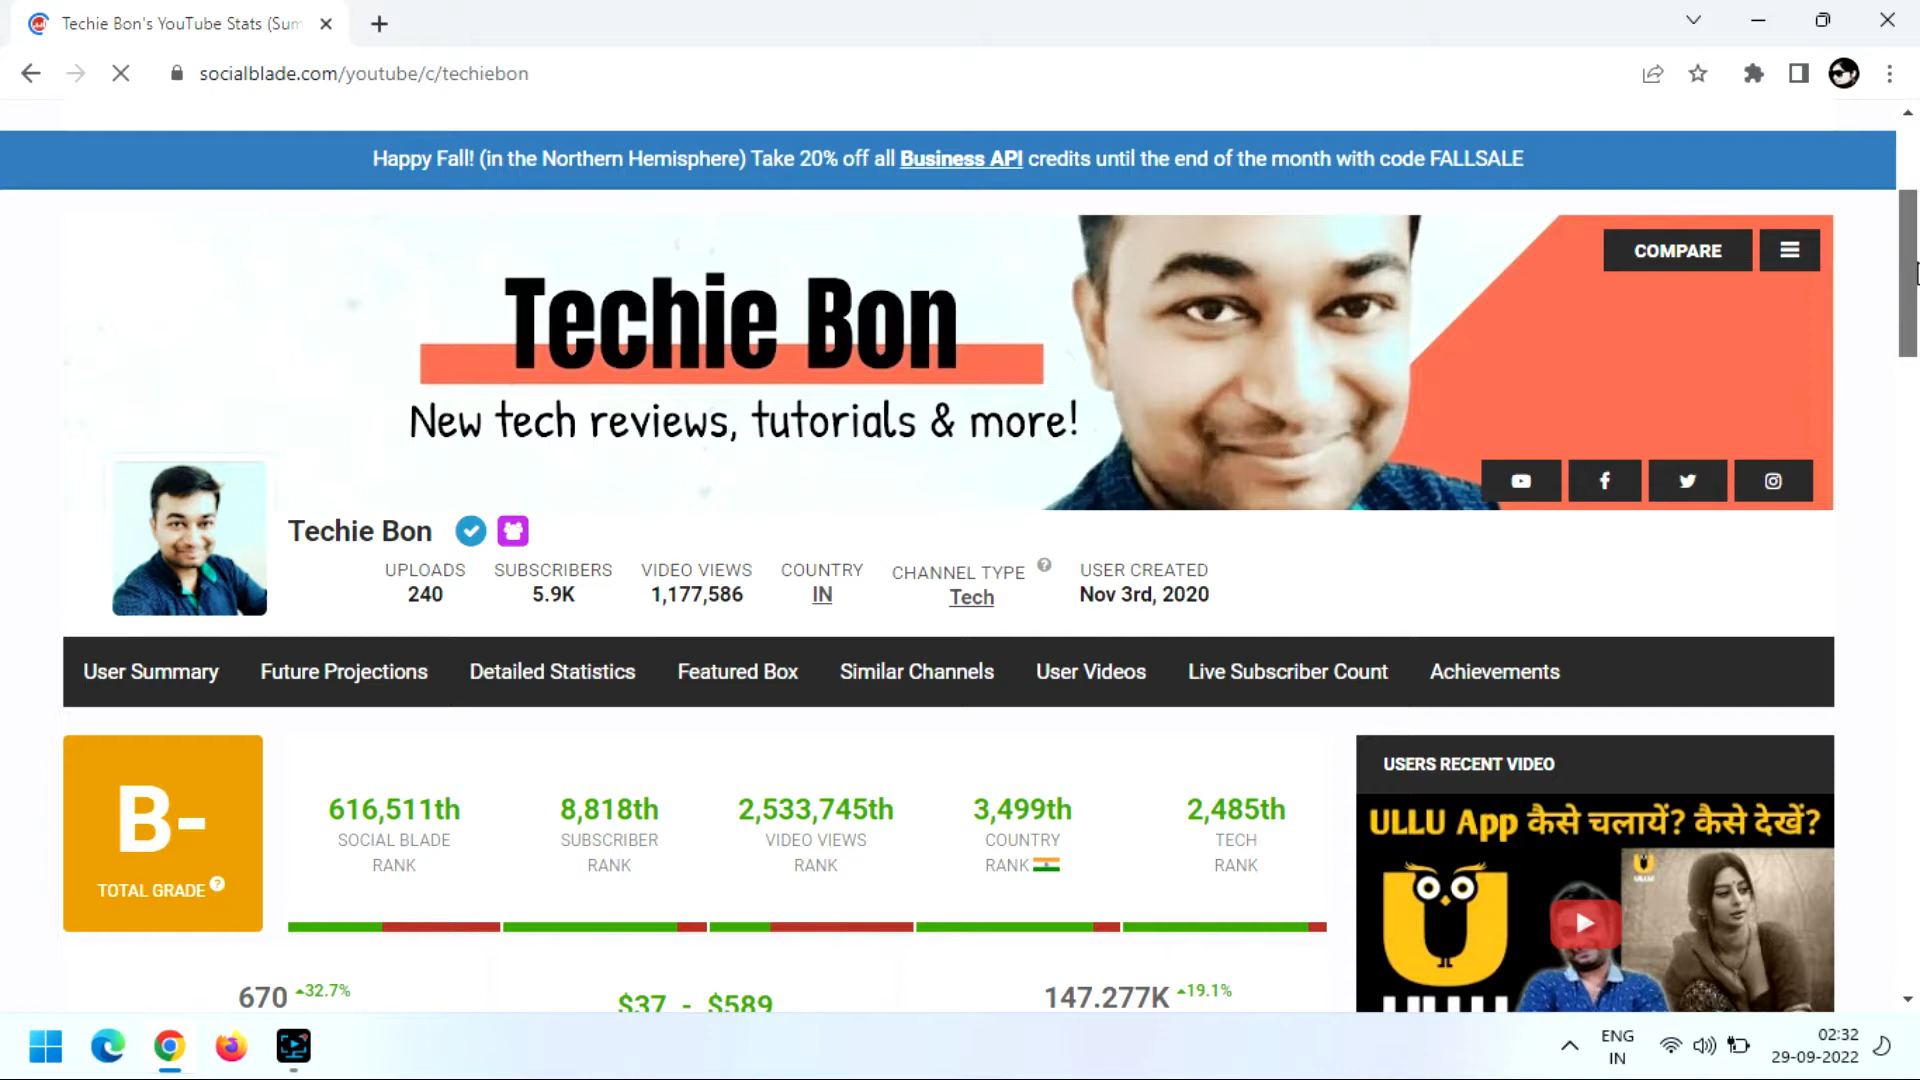 Techie Bon's YouTube Stats (Sum
socialblade.com/youtube/c/techiebon
Happy Fall! (in the Northern Hemisphere) Take 20% off all Business API credits until the end of the month with code FALLSALE
COMPARE
Techie Bon
New tech reviews, tutorials & more!
Techie Bon
UPLOADS SUBSCRIBERS VIDEO VIEWS COUNTRY CHANNEL TYPE USER CREATED
240 5.9K 1,177,586 IN Tech Nov 3rd, 2020
User Summary Future Projections Detailed Statistics Featured Box Similar Channels User Videos Live Subscriber Count Achievements
B-
TOTAL GRADE
616,511th
SOCIAL BLADE
RANK
8,818th
SUBSCRIBER
RANK
2,533,745th
VIDEO VIEWS
RANK
3,499th
COUNTRY
RANK
2,485th
TECH
RANK
USERS RECENT VIDEO
ULLU App कैसे चलायें? कैसे देखें?
ULLU
670 32.7%
$37 - $589
147.277K 19.1%
ENG
IN
02:32
29-09-2022